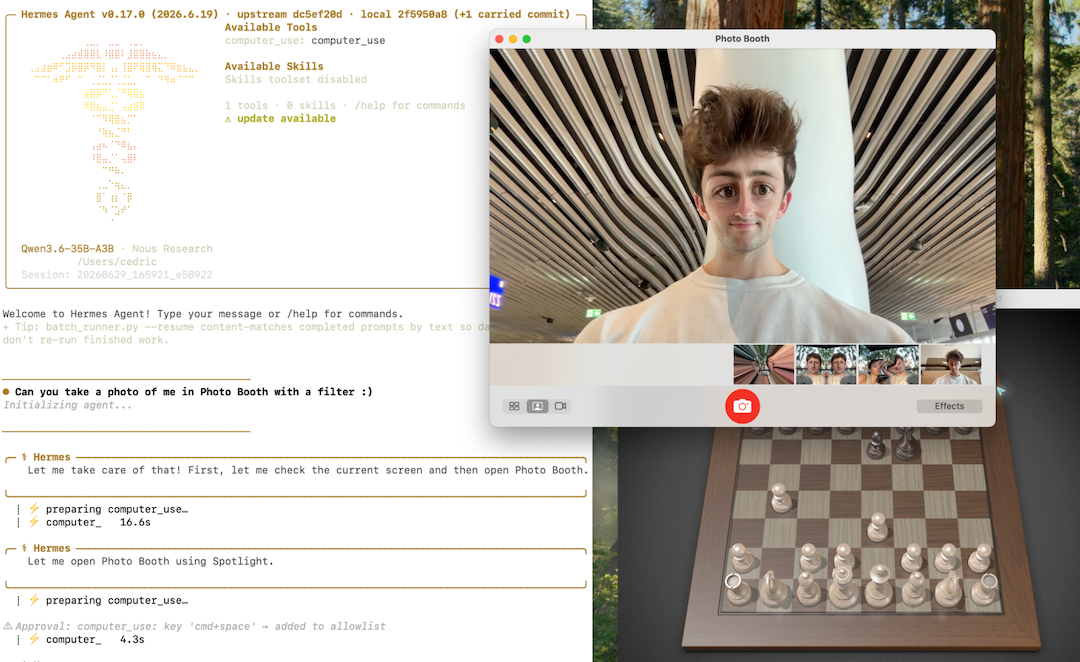 Hermes Agent v0.17.0 (2026.6.19) · upstream dc5ef20d · local 2f5950a8 (+1 carried commit)
Available Tools
computer_use: computer_use
Available Skills
Skills toolset disabled
1 tools · 0 skills · /help for commands
⚠ update available
Qwen3.6-35B-A3B · Nous Research
/Users/cedric
Session: 20260629_165921_e58922
Welcome to Hermes Agent! Type your message or /help for commands.
+ Tip: batch_runner.py --resume content-matches completed prompts by text so
don't re-run finished work.
● Can you take a photo of me in Photo Booth with a filter :)
Initializing agent...
Hermes
Let me take care of that! First, let me check the current screen and then open Photo Booth.
| ⚡ preparing computer_use…
| ⚡ computer_ 16.6s
Hermes
Let me open Photo Booth using Spotlight.
| ⚡ preparing computer_use…
⚠ Approval: computer_use: key 'cmd+space' → added to allowlist
| ⚡ computer_ 4.3s
Photo Booth
Effects